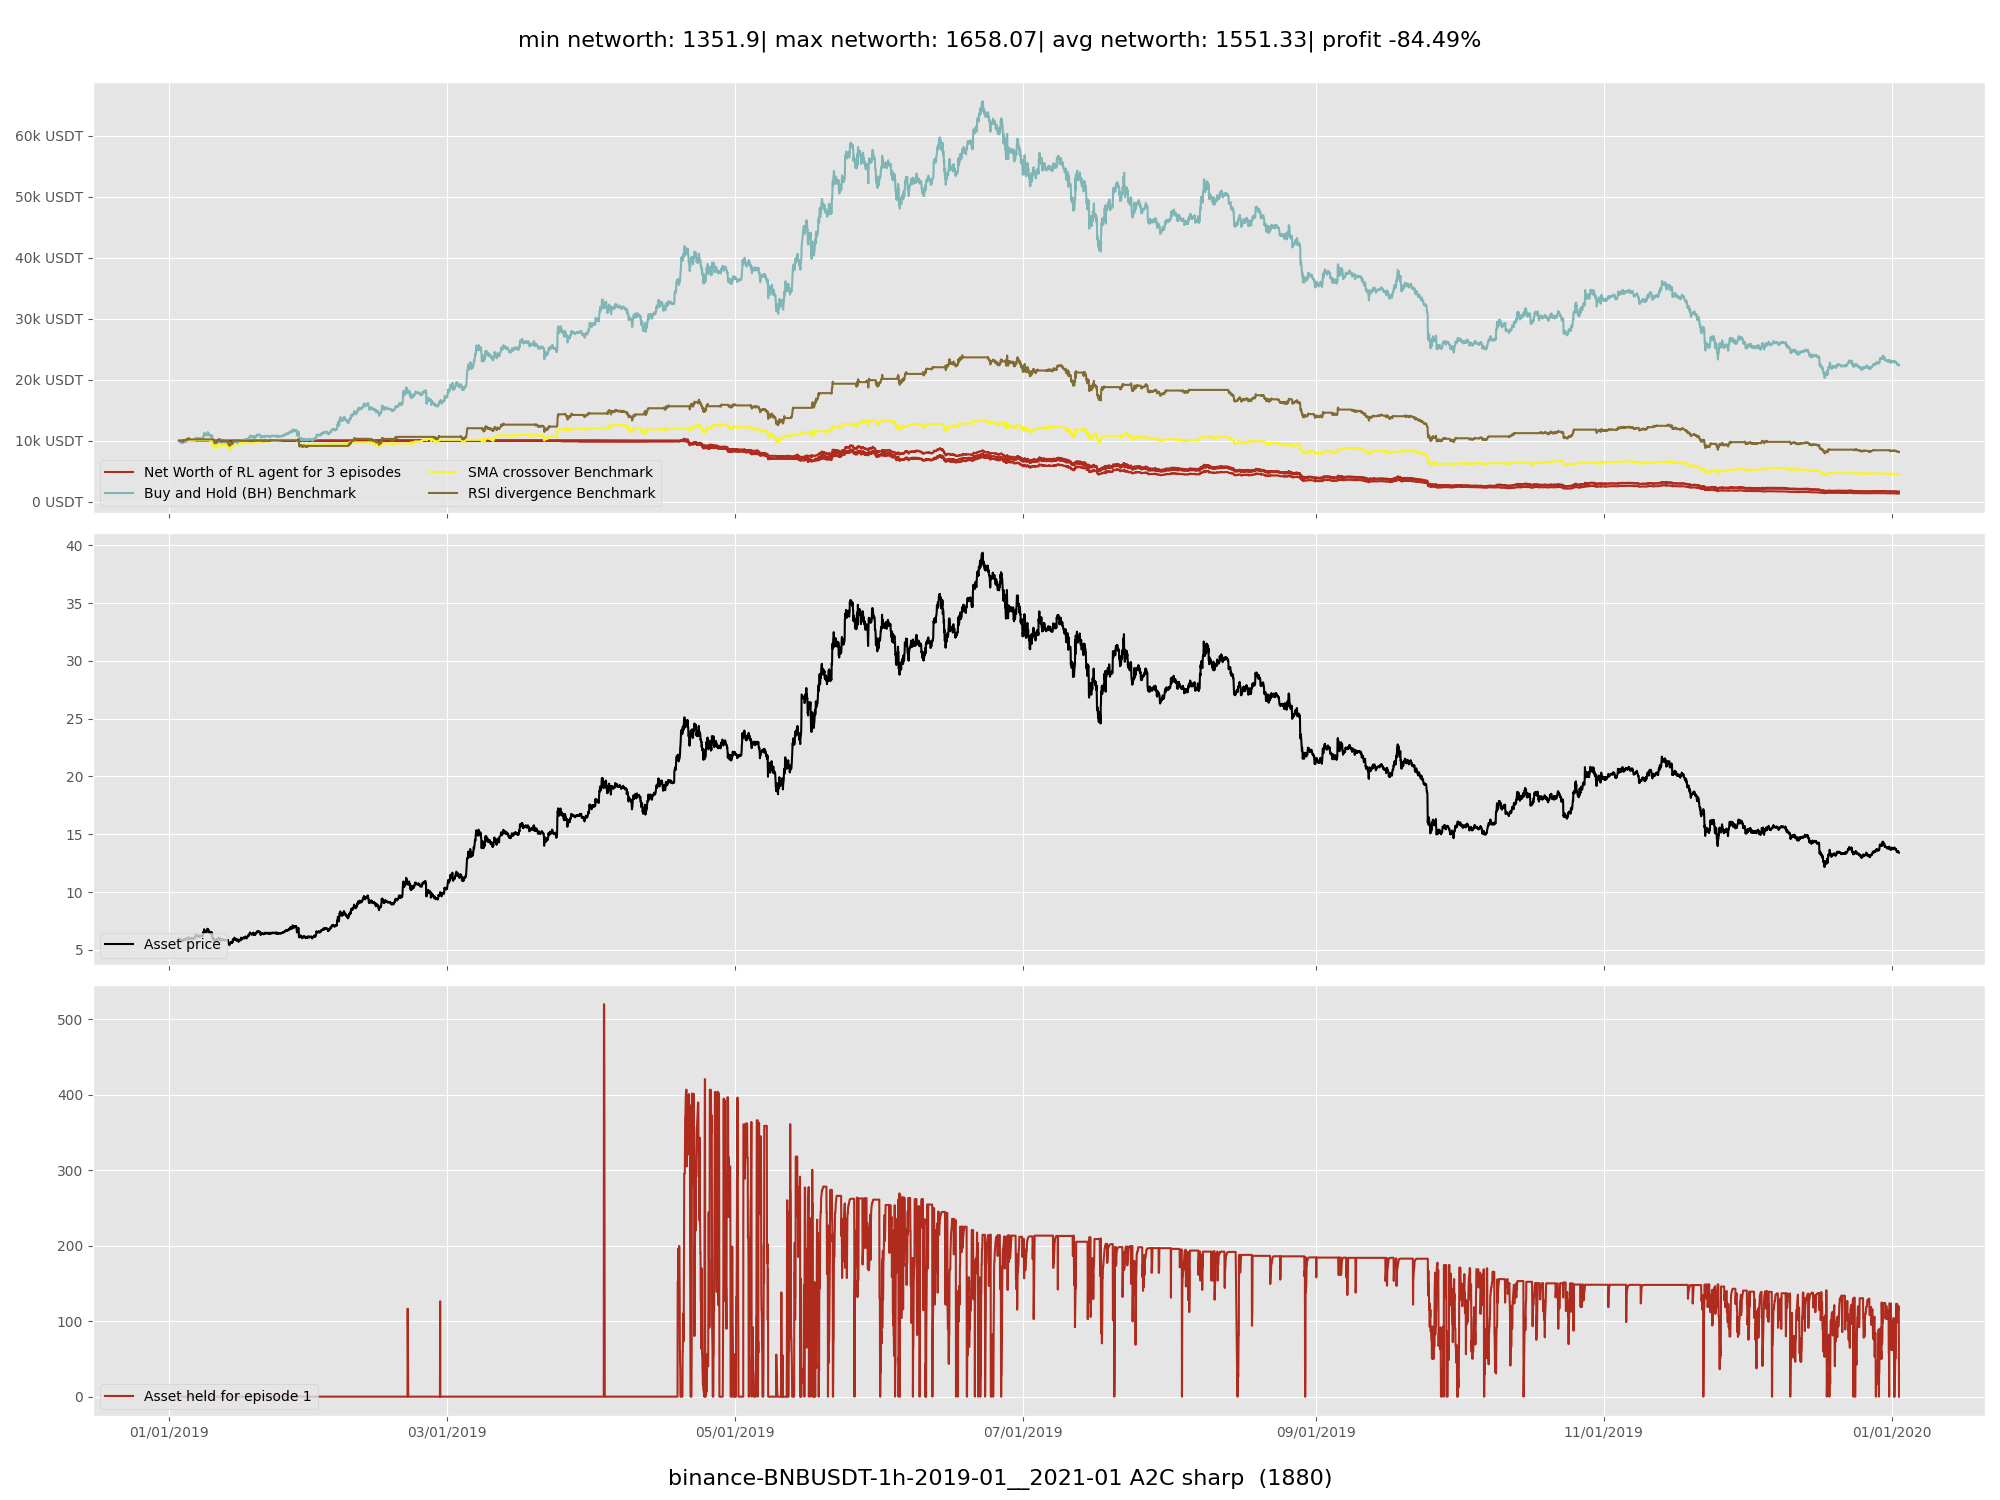 min networth: 1351.9| max networth: 1658.07| avg networth: 1551.33| profit -84.49%
60k USDT
50k USDT
40k USDT
30k USDT
20k USDT
10k USDT
0 USDT
Net Worth of RL agent for 3 episodes
Buy and Hold (BH) Benchmark
SMA crossover Benchmark
RSI divergence Benchmark
40
35
30
25
20
15
10
5
Asset price
500
400
300
200
100
0
Asset held for episode 1
01/01/2019 03/01/2019 05/01/2019 07/01/2019 09/01/2019 11/01/2019 01/01/2020
binance-BNBUSDT-1h-2019-01__2021-01 A2C sharp (1880)